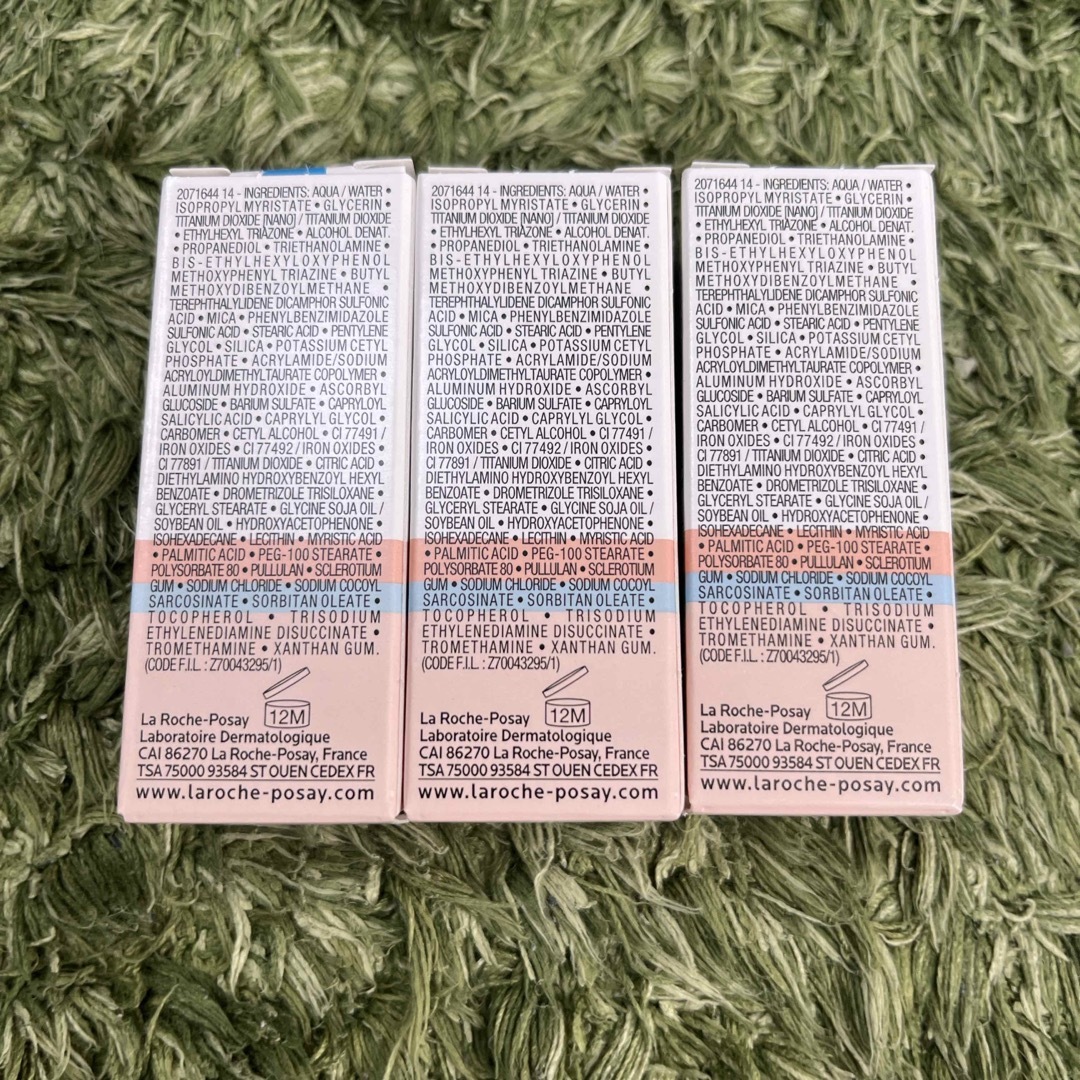 2071644 14 - INGREDIENTS: AQUA / WATER •
ISOPROPYL MYRISTATE • GLYCERIN •
TITANIUM DIOXIDE [NANO] / TITANIUM DIOXIDE
• ETHYLHEXYL TRIAZONE • ALCOHOL DENAT.
• PROPANEDIOL • TRIETHANOLAMINE •
BIS-ETHYLHEXYLOXYPHENOL
METHOXYPHENYL TRIAZINE • BUTYL
METHOXYDIBENZOYLMETHANE •
TEREPHTHALYLIDENE DICAMPHOR SULFONIC
ACID • MICA • PHENYLBENZIMIDAZOLE
SULFONIC ACID • STEARIC ACID • PENTYLENE
GLYCOL • SILICA • POTASSIUM CETYL
PHOSPHATE • ACRYLAMIDE/SODIUM
ACRYLOYLDIMETHYLTAURATE COPOLYMER •
ALUMINUM HYDROXIDE • ASCORBYL
GLUCOSIDE • BARIUM SULFATE • CAPRYLOYL
SALICYLIC ACID • CAPRYLYL GLYCOL •
CARBOMER • CETYL ALCOHOL • CI 77491 /
IRON OXIDES • CI 77492 / IRON OXIDES •
CI 77891 / TITANIUM DIOXIDE • CITRIC ACID •
DIETHYLAMINO HYDROXYBENZOYL HEXYL
BENZOATE • DROMETRIZOLE TRISILOXANE •
GLYCERYL STEARATE • GLYCINE SOJA OIL /
SOYBEAN OIL • HYDROXYACETOPHENONE •
ISOHEXADECANE • LECITHIN • MYRISTIC ACID
• PALMITIC ACID • PEG-100 STEARATE •
POLYSORBATE 80 • PULLULAN • SCLEROTIUM
GUM • SODIUM CHLORIDE • SODIUM COCOYL
SARCOSINATE • SORBITAN OLEATE •
TOCOPHEROL • TRISODIUM
ETHYLENEDIAMINE DISUCCINATE •
TROMETHAMINE • XANTHAN GUM.
(CODE F.I.L. : Z70043295/1)
12M
La Roche-Posay
Laboratoire Dermatologique
CAI 86270 La Roche-Posay, France
TSA 75000 93584 ST OUEN CEDEX FR
www.laroche-posay.com
2071644 14 - INGREDIENTS: AQUA / WATER •
ISOPROPYL MYRISTATE • GLYCERIN •
TITANIUM DIOXIDE [NANO] / TITANIUM DIOXIDE
• ETHYLHEXYL TRIAZONE • ALCOHOL DENAT.
• PROPANEDIOL • TRIETHANOLAMINE •
BIS-ETHYLHEXYLOXYPHENOL
METHOXYPHENYL TRIAZINE • BUTYL
METHOXYDIBENZOYLMETHANE •
TEREPHTHALYLIDENE DICAMPHOR SULFONIC
ACID • MICA • PHENYLBENZIMIDAZOLE
SULFONIC ACID • STEARIC ACID • PENTYLENE
GLYCOL • SILICA • POTASSIUM CETYL
PHOSPHATE • ACRYLAMIDE/SODIUM
ACRYLOYLDIMETHYLTAURATE COPOLYMER •
ALUMINUM HYDROXIDE • ASCORBYL
GLUCOSIDE • BARIUM SULFATE • CAPRYLOYL
SALICYLIC ACID • CAPRYLYL GLYCOL •
CARBOMER • CETYL ALCOHOL • CI 77491 /
IRON OXIDES • CI 77492 / IRON OXIDES •
CI 77891 / TITANIUM DIOXIDE • CITRIC ACID •
DIETHYLAMINO HYDROXYBENZOYL HEXYL
BENZOATE • DROMETRIZOLE TRISILOXANE •
GLYCERYL STEARATE • GLYCINE SOJA OIL /
SOYBEAN OIL • HYDROXYACETOPHENONE •
ISOHEXADECANE • LECITHIN • MYRISTIC ACID
• PALMITIC ACID • PEG-100 STEARATE •
POLYSORBATE 80 • PULLULAN • SCLEROTIUM
GUM • SODIUM CHLORIDE • SODIUM COCOYL
SARCOSINATE • SORBITAN OLEATE •
TOCOPHEROL • TRISODIUM
ETHYLENEDIAMINE DISUCCINATE •
TROMETHAMINE • XANTHAN GUM.
(CODE F.I.L. : Z70043295/1)
12M
La Roche-Posay
Laboratoire Dermatologique
CAI 86270 La Roche-Posay, France
TSA 75000 93584 ST OUEN CEDEX FR
www.laroche-posay.com
2071644 14 - INGREDIENTS: AQUA / WATER •
ISOPROPYL MYRISTATE • GLYCERIN •
TITANIUM DIOXIDE [NANO] / TITANIUM DIOXIDE
• ETHYLHEXYL TRIAZONE • ALCOHOL DENAT.
• PROPANEDIOL • TRIETHANOLAMINE •
BIS-ETHYLHEXYLOXYPHENOL
METHOXYPHENYL TRIAZINE • BUTYL
METHOXYDIBENZOYLMETHANE •
TEREPHTHALYLIDENE DICAMPHOR SULFONIC
ACID • MICA • PHENYLBENZIMIDAZOLE
SULFONIC ACID • STEARIC ACID • PENTYLENE
GLYCOL • SILICA • POTASSIUM CETYL
PHOSPHATE • ACRYLAMIDE/SODIUM
ACRYLOYLDIMETHYLTAURATE COPOLYMER •
ALUMINUM HYDROXIDE • ASCORBYL
GLUCOSIDE • BARIUM SULFATE • CAPRYLOYL
SALICYLIC ACID • CAPRYLYL GLYCOL •
CARBOMER • CETYL ALCOHOL • CI 77491 /
IRON OXIDES • CI 77492 / IRON OXIDES •
CI 77891 / TITANIUM DIOXIDE • CITRIC ACID •
DIETHYLAMINO HYDROXYBENZOYL HEXYL
BENZOATE • DROMETRIZOLE TRISILOXANE •
GLYCERYL STEARATE • GLYCINE SOJA OIL /
SOYBEAN OIL • HYDROXYACETOPHENONE •
ISOHEXADECANE • LECITHIN • MYRISTIC ACID
• PALMITIC ACID • PEG-100 STEARATE •
POLYSORBATE 80 • PULLULAN • SCLEROTIUM
GUM • SODIUM CHLORIDE • SODIUM COCOYL
SARCOSINATE • SORBITAN OLEATE •
TOCOPHEROL • TRISODIUM
ETHYLENEDIAMINE DISUCCINATE •
TROMETHAMINE • XANTHAN GUM.
(CODE F.I.L. : Z70043295/1)
12M
La Roche-Posay
Laboratoire Dermatologique
CAI 86270 La Roche-Posay, France
TSA 75000 93584 ST OUEN CEDEX FR
www.laroche-posay.com